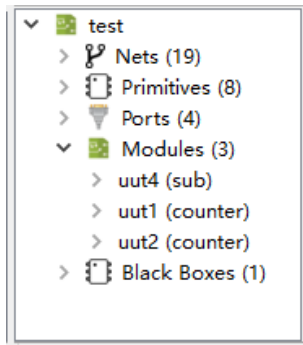 test
Nets (19)
Primitives (8)
Ports (4)
Modules (3)
uut4 (sub)
uut1 (counter)
uut2 (counter)
Black Boxes (1)